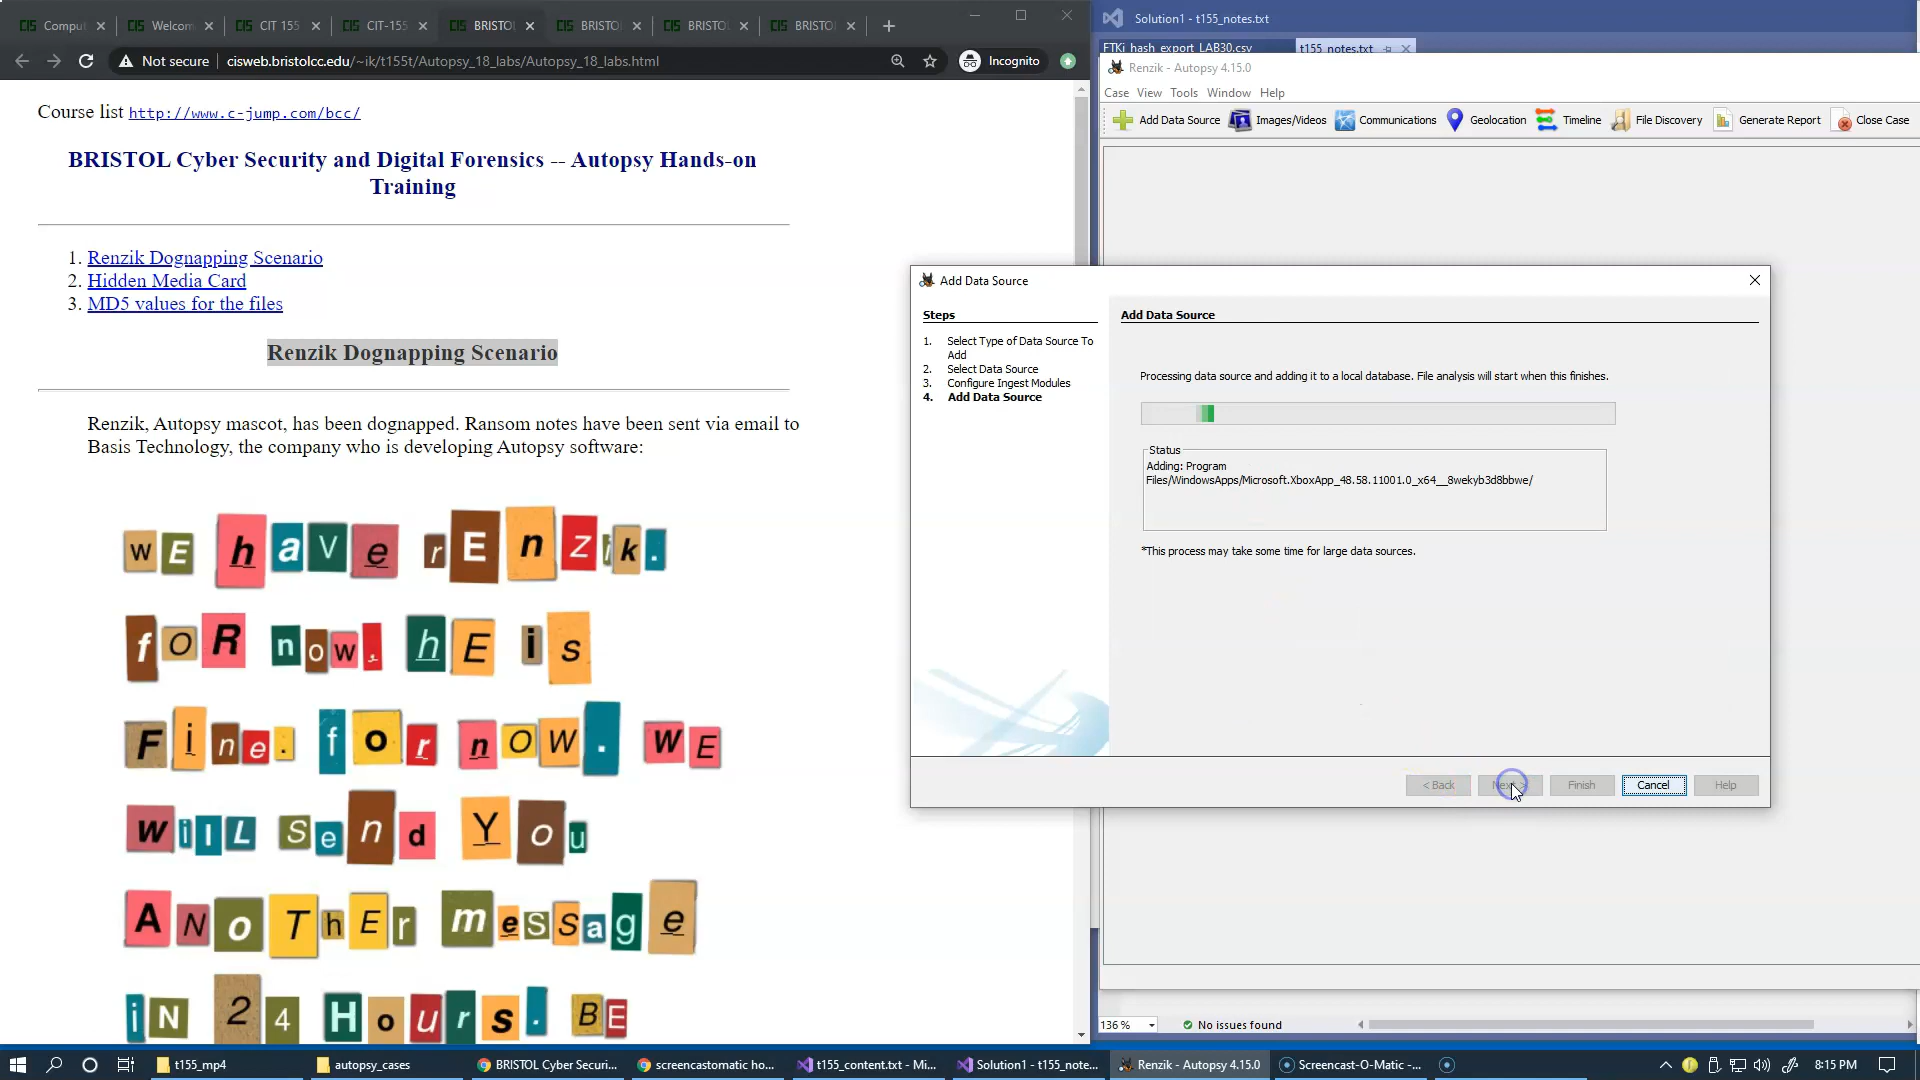 Comput
Welcom
CIT 155
CIT-155
BRISTOL
BRISTO
BRISTO
BRISTO
Not secure
cisweb.bristolcc.edu/~ik/t155t/Autopsy_18_labs/Autopsy_18_labs.html
Incognito
Course list http://www.c-jump.com/bcc/
BRISTOL Cyber Security and Digital Forensics -- Autopsy Hands-on
Training
1. Renzik Dognapping Scenario
2. Hidden Media Card
3. MD5 values for the files
Renzik Dognapping Scenario
Renzik, Autopsy mascot, has been dognapped. Ransom notes have been sent via email to
Basis Technology, the company who is developing Autopsy software:
wE have rEnzik.
foR now, hE is
Fine. for nOW. WE
WilL Send You
ANoTHEr meSSage
iN 24 Hours. BE
Solution1 - t155_notes.txt
FTKi_hash_export_LAB30.csv
t155_notes.txt
Renzik - Autopsy 4.15.0
Case View Tools Window Help
Add Data Source
Images/Videos
Communications
Geolocation
Timeline
File Discovery
Generate Report
Close Case
Add Data Source
Steps
1. Select Type of Data Source To
Add
2. Select Data Source
3. Configure Ingest Modules
4. Add Data Source
Add Data Source
Processing data source and adding it to a local database. File analysis will start when this finishes.
Status
Adding: Program
Files/WindowsApps/Microsoft.XboxApp_48.58.11001.0_x64__8wekyb3d8bbwe/
*This process may take some time for large data sources.
< Back
Next >
Finish
Cancel
Help
136 %
No issues found
t155_mp4
autopsy_cases
BRISTOL Cyber Securi...
screencastomatic ho...
t155_content.txt - Mi...
Solution1 - t155_note...
Renzik - Autopsy 4.15.0
Screencast-O-Matic -...
8:15 PM